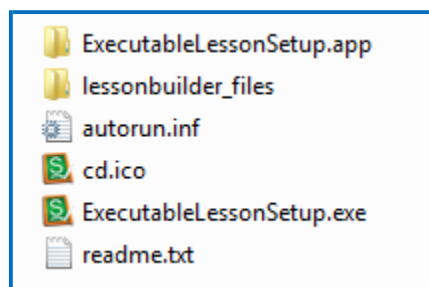 ExecutableLessonSetup.app
lessonbuilder_files
autorun.inf
cd.ico
ExecutableLessonSetup.exe
readme.txt